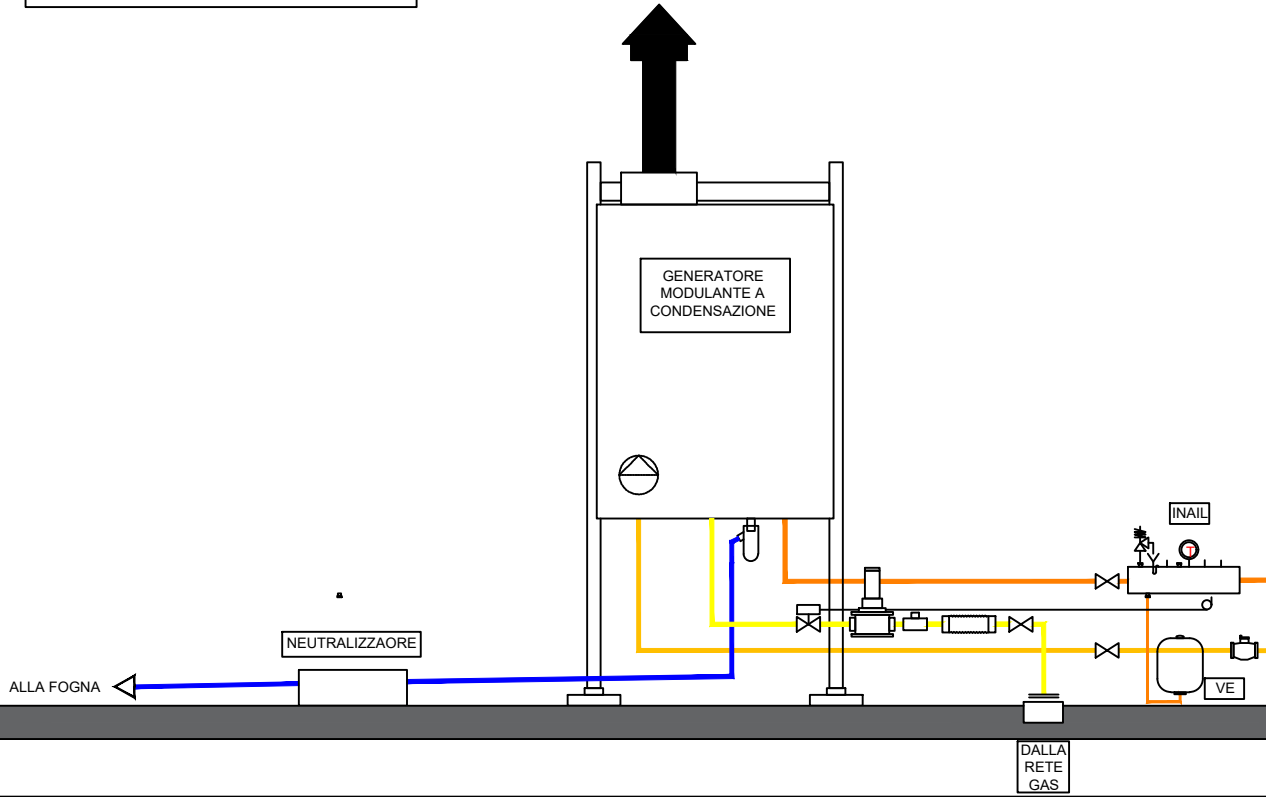 GENERATORE
MODULANTE A
CONDENSAZIONE
INAIL
T
NEUTRALIZZAORE
ALLA FOGNA
VE
DALLA
RETE
GAS